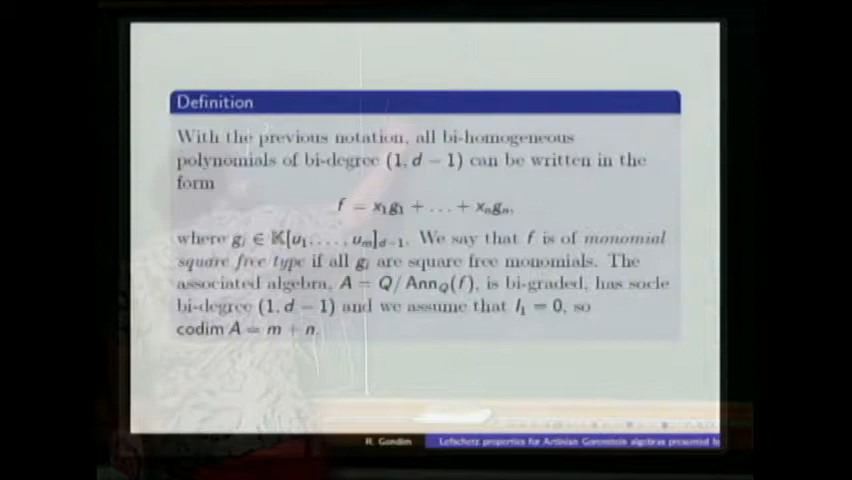 Definition
With the previous notation, all bi-homogeneous
polynomials of bi-degree (1, d − 1) can be written in the
form
f = x₁g₁ + . . . + xₙgₙ,
where gᵢ ∈ 𝕂[u₁, . . . , uₘ]d−1. We say that f is of monomial
square free type if all gᵢ are square free monomials. The
associated algebra, A = Q/ Ann_Q(f), is bi-graded, has socle
bi-degree (1, d − 1) and we assume that I₁ = 0, so
codim A = m + n.
R. Gondim Lefschetz properties for Artinian Gorenstein algebras presented b